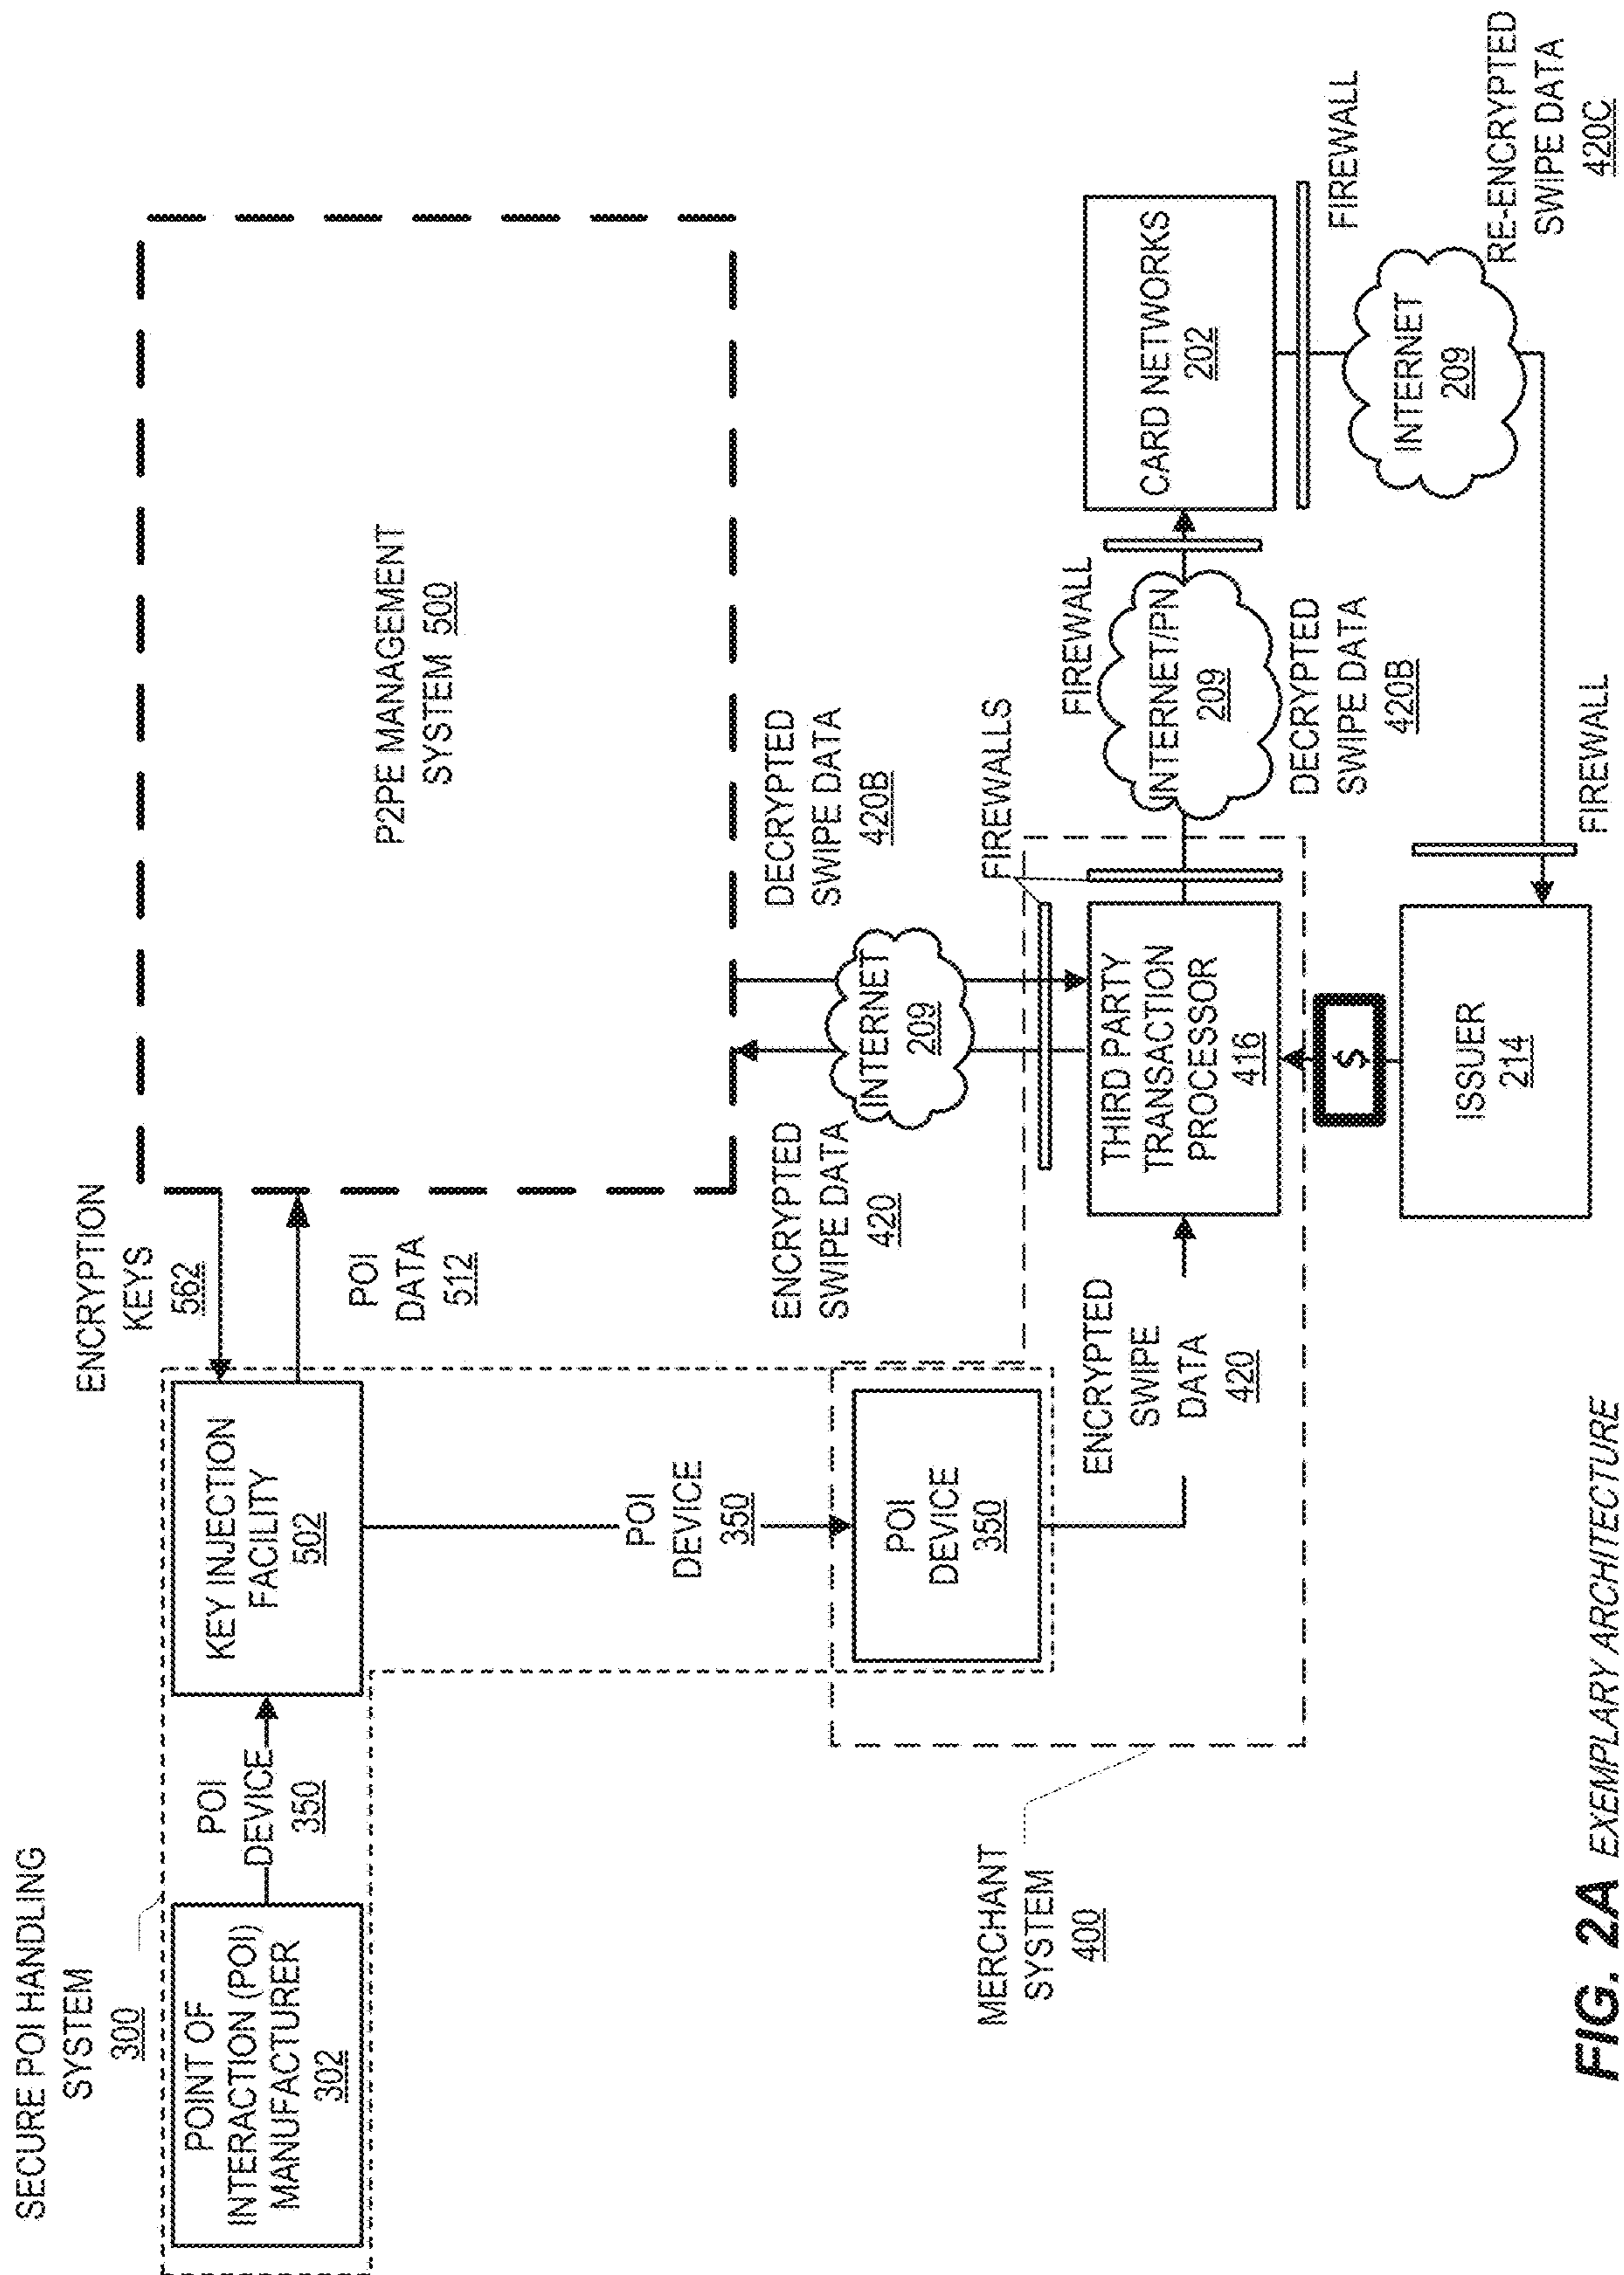 SECURE POI HANDLING
SYSTEM
300
POINT OF
INTERACTION (POI)
MANUFACTURER
302
POI
DEVICE
350
KEY INJECTION
FACILITY
502
ENCRYPTION
KEYS
562
POI
DATA
512
P2PE MANAGEMENT
SYSTEM 500
POI
DEVICE
350
POI
DEVICE
350
MERCHANT
SYSTEM
400
ENCRYPTED
SWIPE DATA
420
INTERNET
209
DECRYPTED
SWIPE DATA
420B
FIREWALLS
ENCRYPTED
SWIPE
DATA
420
THIRD PARTY
TRANSACTION
PROCESSOR
416
FIREWALL
INTERNET/PN
209
DECRYPTED
SWIPE DATA
420B
CARD NETWORKS
202
FIREWALL
INTERNET
209
RE-ENCRYPTED
SWIPE DATA
420C
$
ISSUER
214
FIREWALL
FIG. 2A EXEMPLARY ARCHITECTURE